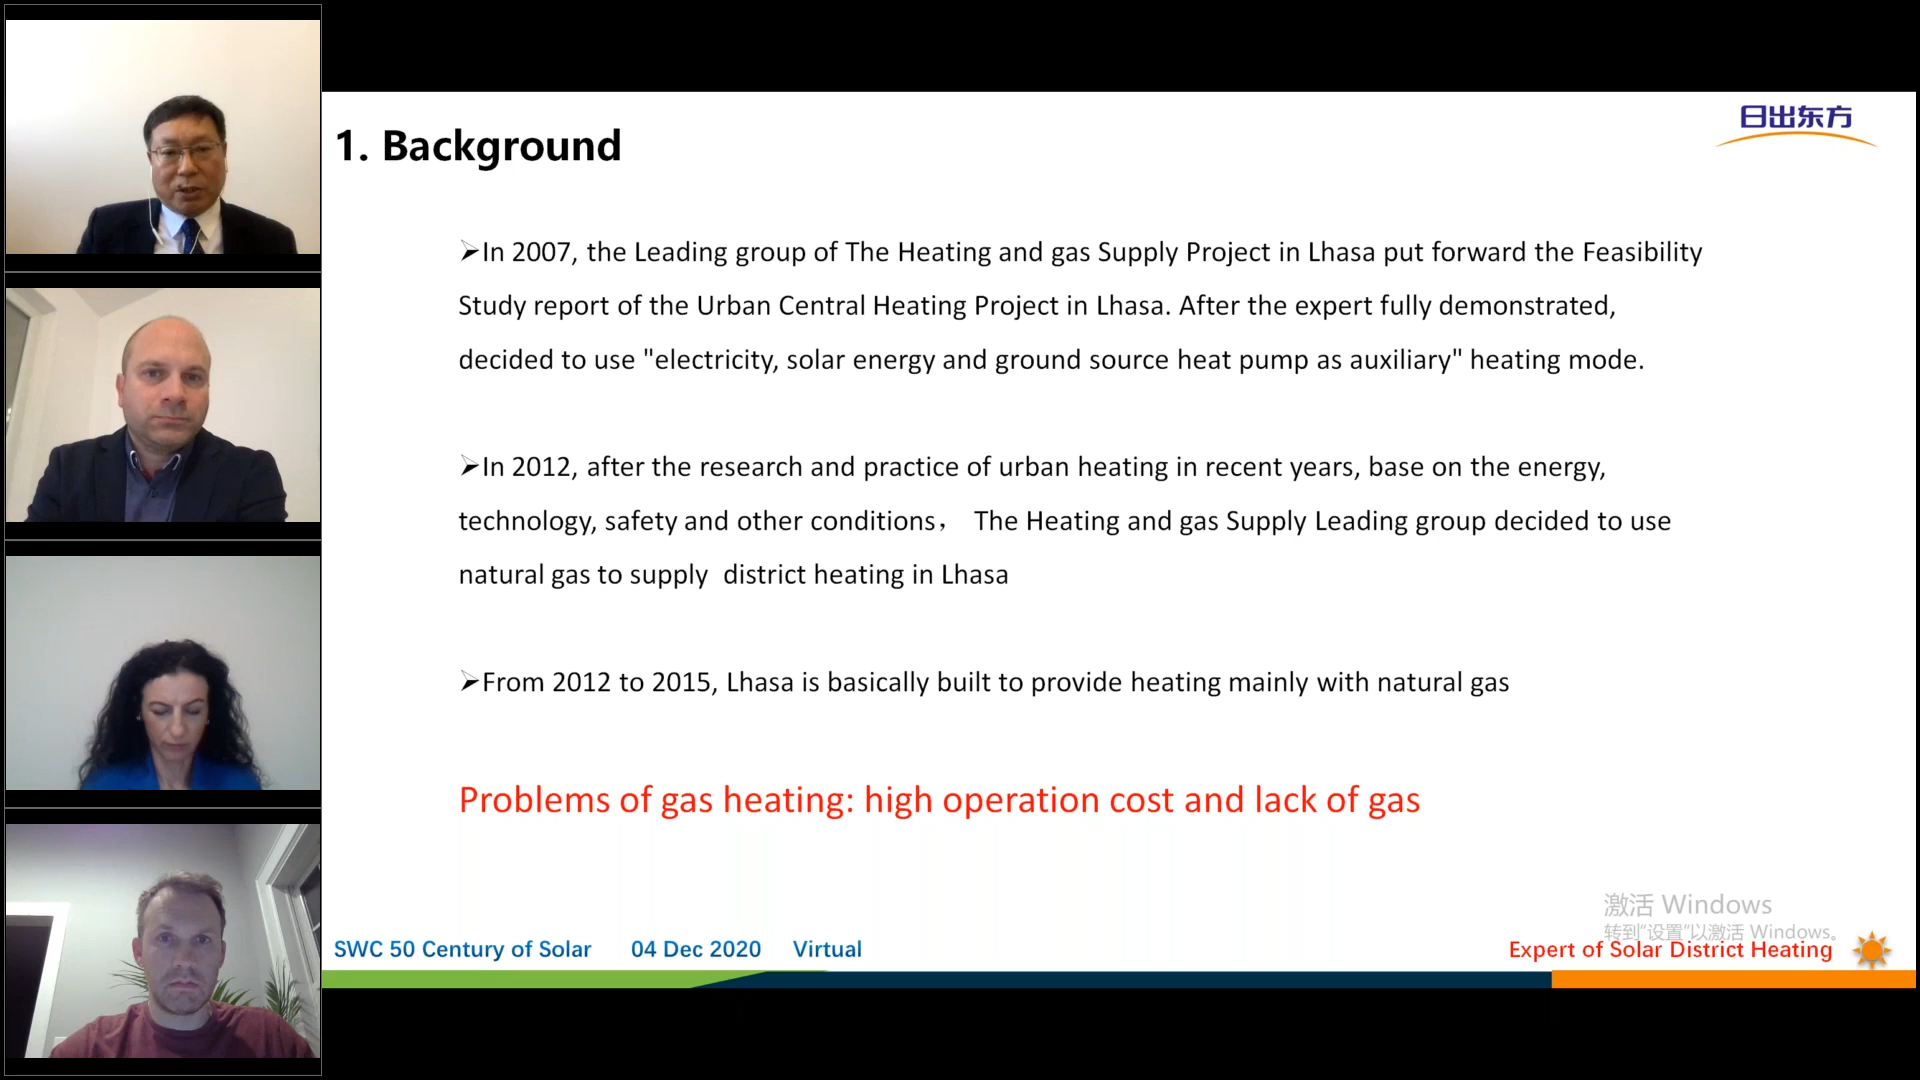 日出东方
1. Background
➢In 2007, the Leading group of The Heating and gas Supply Project in Lhasa put forward the Feasibility
Study report of the Urban Central Heating Project in Lhasa. After the expert fully demonstrated,
decided to use "electricity, solar energy and ground source heat pump as auxiliary" heating mode.
➢In 2012, after the research and practice of urban heating in recent years, base on the energy,
technology, safety and other conditions， The Heating and gas Supply Leading group decided to use
natural gas to supply  district heating in Lhasa
➢From 2012 to 2015, Lhasa is basically built to provide heating mainly with natural gas
Problems of gas heating: high operation cost and lack of gas
激活 Windows
转到"设置"以激活 Windows。
SWC 50 Century of Solar 04 Dec 2020 Virtual
Expert of Solar District Heating